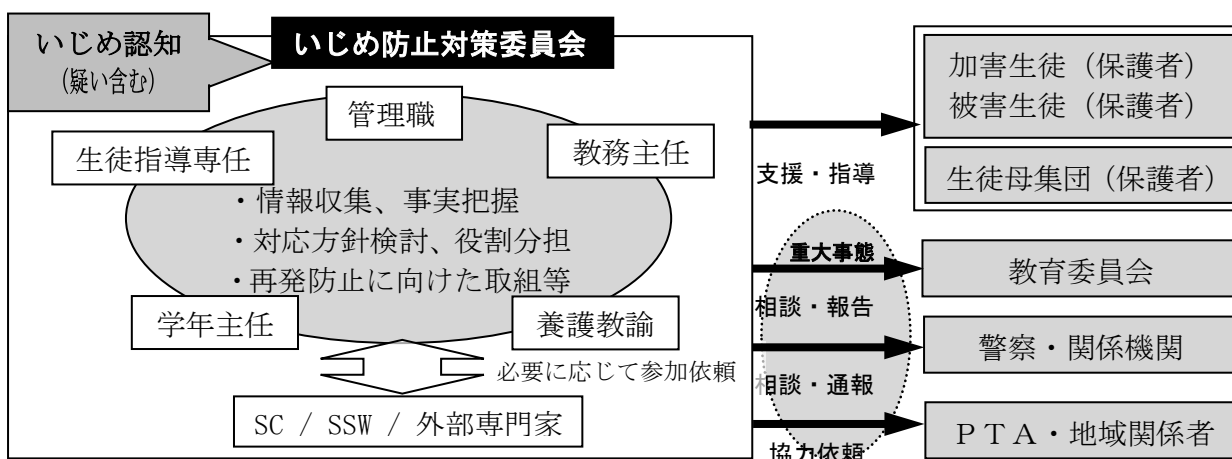 いじめ認知
(疑い含む)
いじめ防止対策委員会
管理職
生徒指導専任
教務主任
・情報収集、事実把握
・対応方針検討、役割分担
・再発防止に向けた取組等
学年主任
養護教諭
必要に応じて参加依頼
SC / SSW / 外部専門家
支援・指導
重大事態
相談・報告
相談・通報
協力依頼
加害生徒（保護者）
被害生徒（保護者）
生徒母集団（保護者）
教育委員会
警察・関係機関
ＰＴＡ・地域関係者